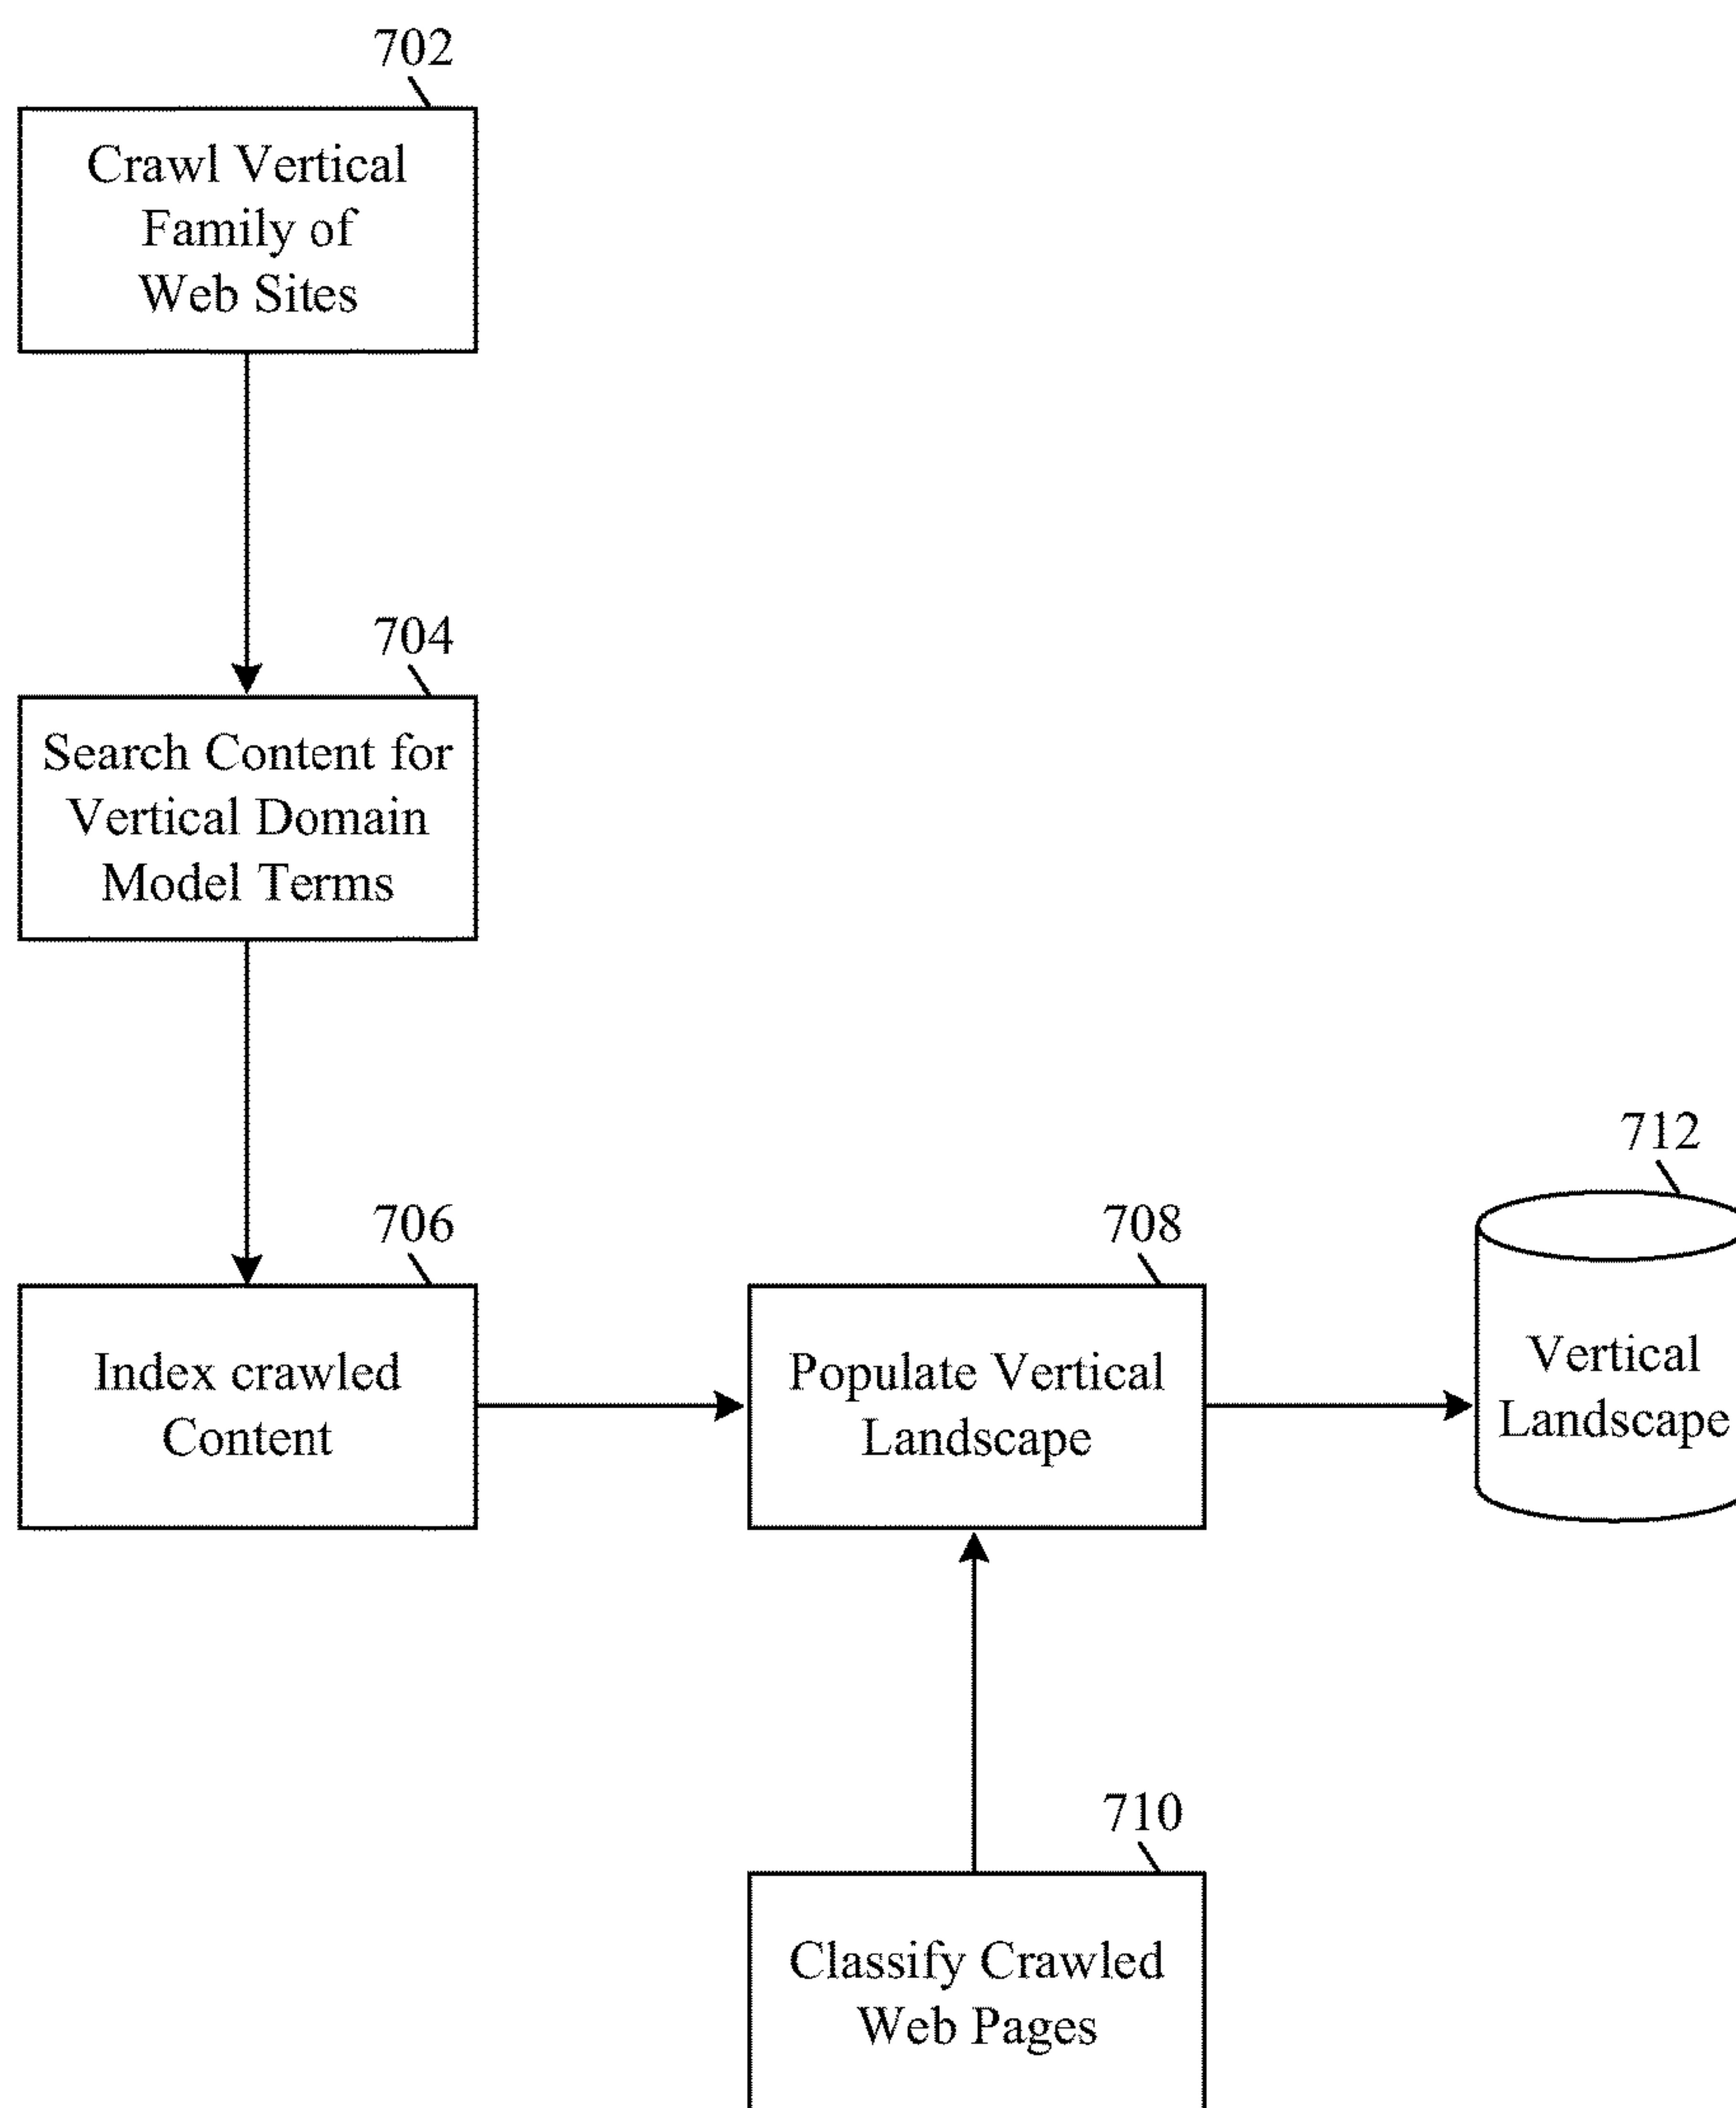 702
Crawl Vertical
Family of
Web Sites
704
Search Content for
Vertical Domain
Model Terms
706
Index crawled
Content
708
Populate Vertical
Landscape
712
Vertical
Landscape
710
Classify Crawled
Web Pages